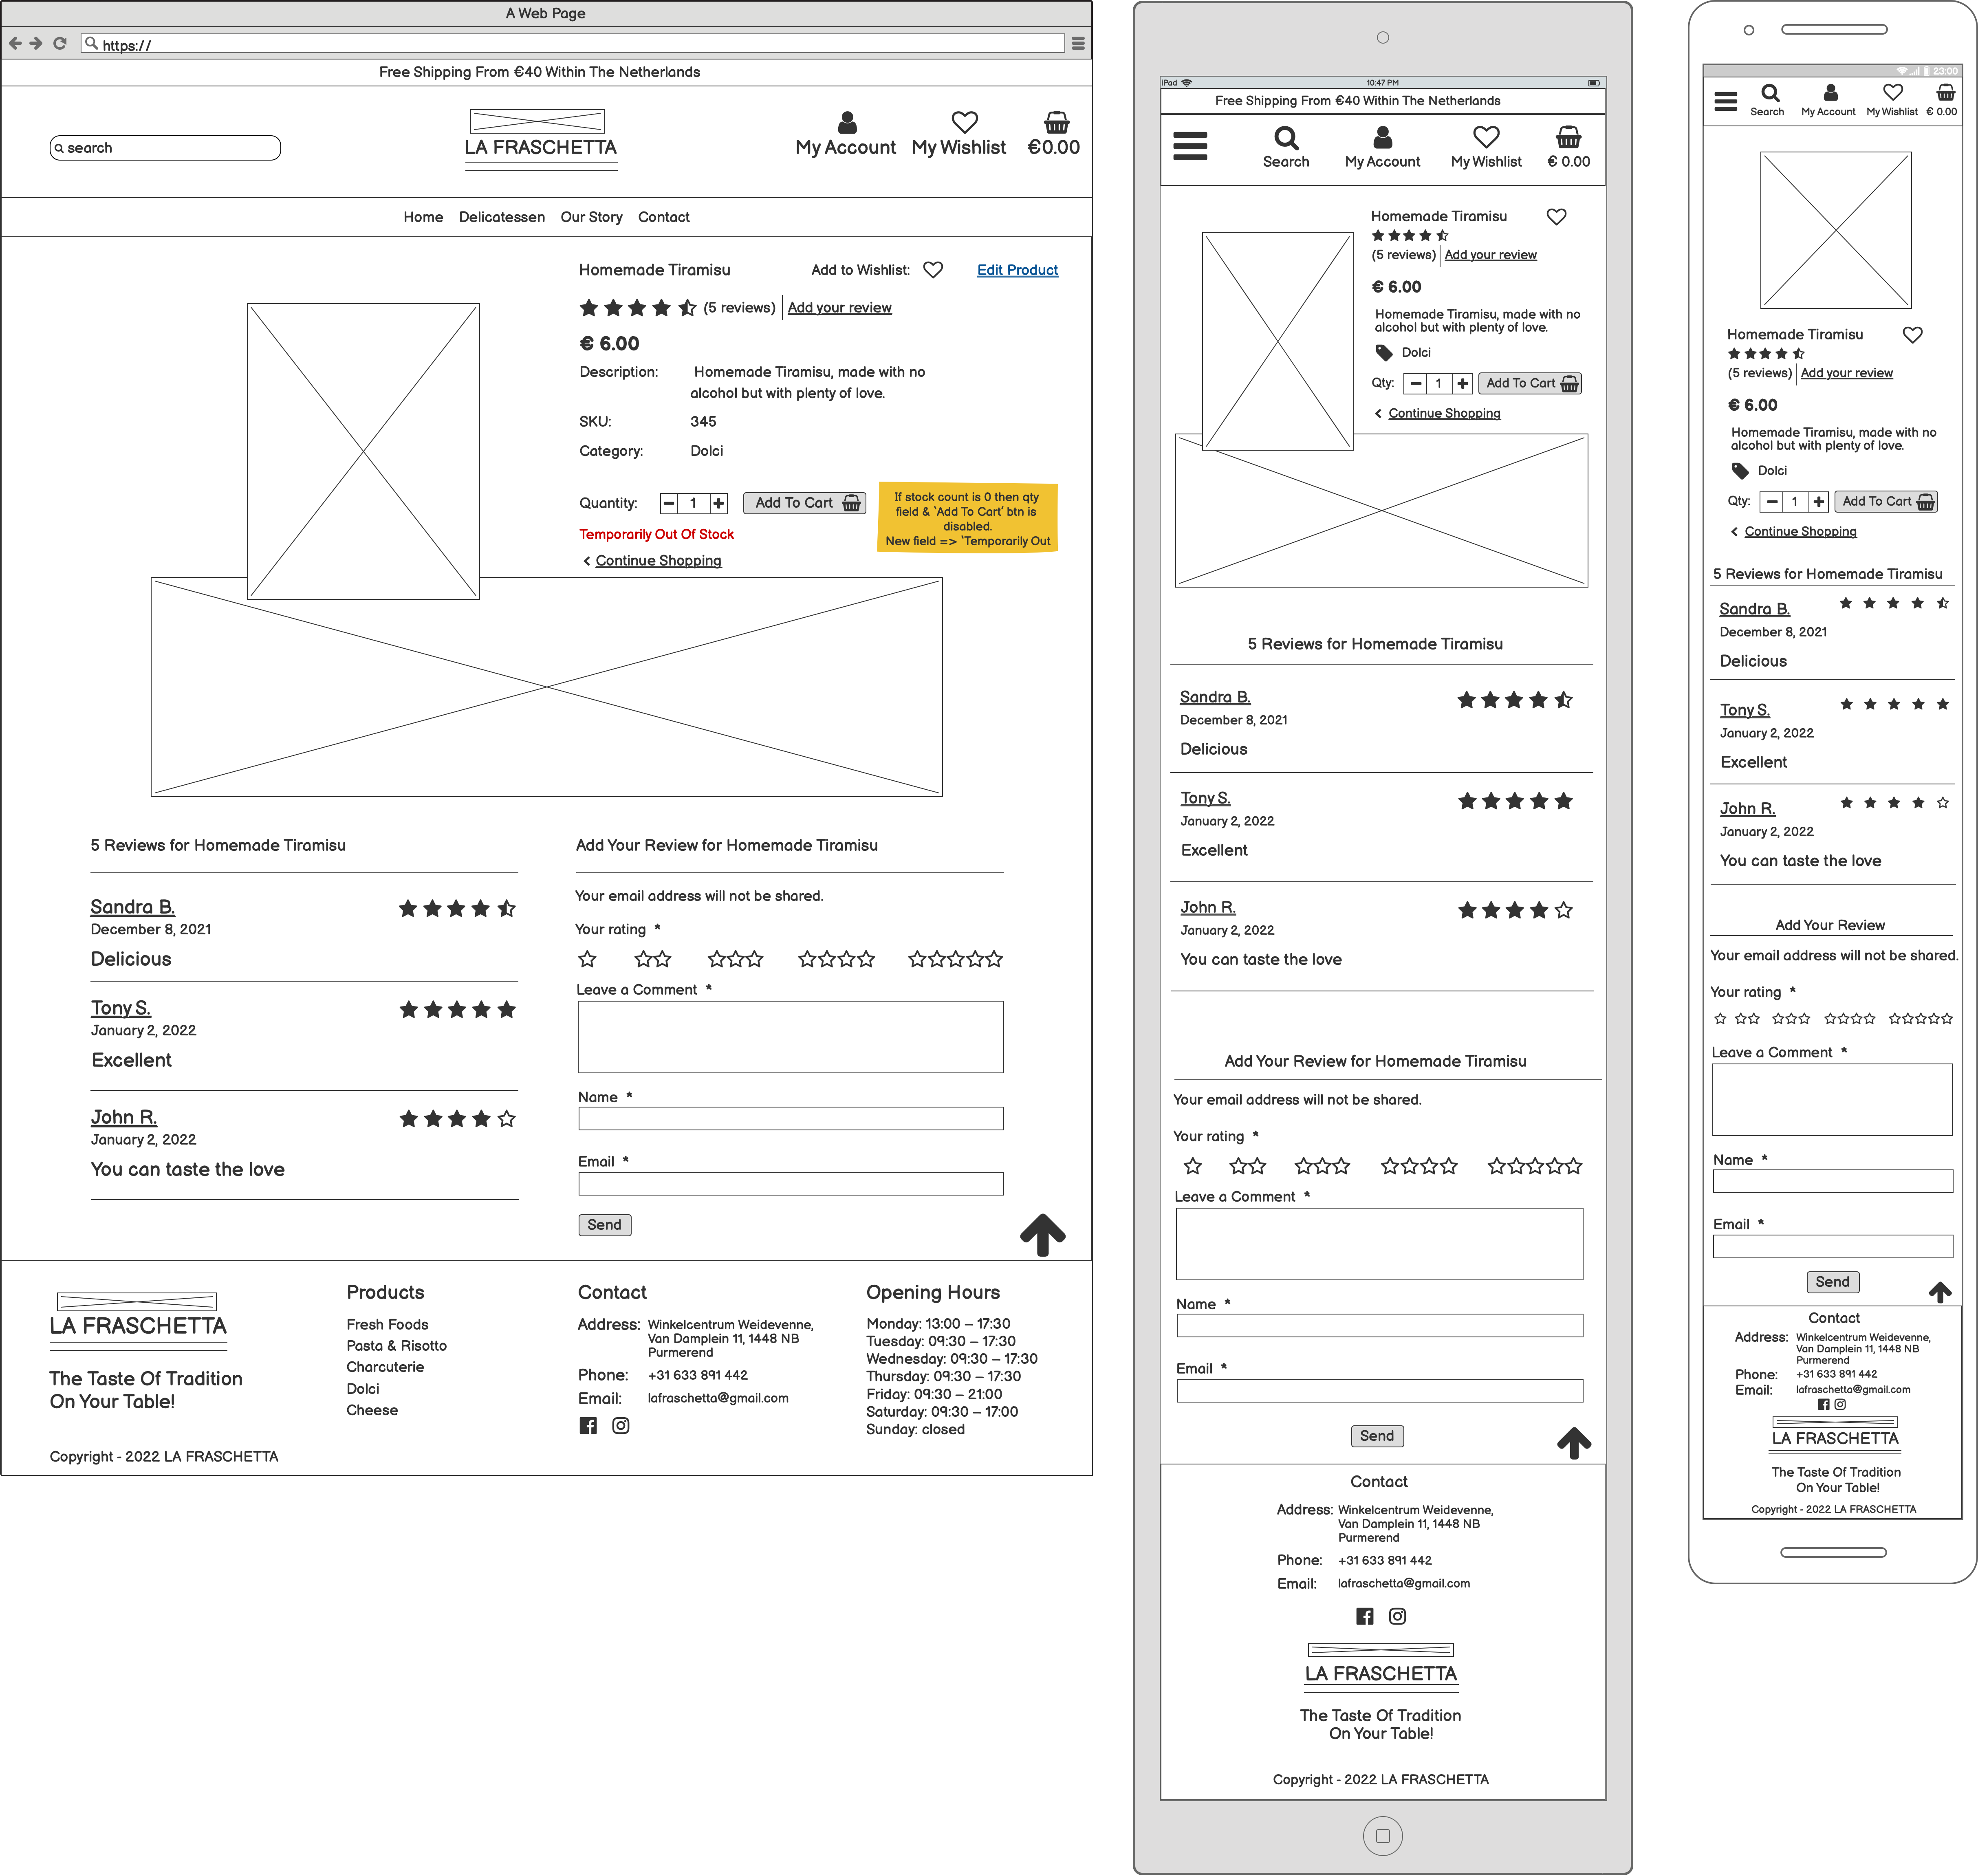 A Web Page
https://
Free Shipping From €40 Within The Netherlands
search
LA FRASCHETTA
My Account
My Wishlist
€0.00
Home
Delicatessen
Our Story
Contact
Homemade Tiramisu
Add to Wishlist:
Edit Product
(5 reviews)
Add your review
€ 6.00
Description:
Homemade Tiramisu, made with no
alcohol but with plenty of love.
SKU:
345
Category:
Dolci
Quantity:
1
Add To Cart
If stock count is 0 then qty
field & 'Add To Cart' btn is
disabled.
New field => 'Temporarily Out
Temporarily Out Of Stock
Continue Shopping
5 Reviews for Homemade Tiramisu
Sandra B.
December 8, 2021
Delicious
Tony S.
January 2, 2022
Excellent
John R.
January 2, 2022
You can taste the love
Add Your Review for Homemade Tiramisu
Your email address will not be shared.
Your rating *
Leave a Comment *
Name *
Email *
Send
LA FRASCHETTA
The Taste Of Tradition
On Your Table!
Copyright - 2022 LA FRASCHETTA
Products
Fresh Foods
Pasta & Risotto
Charcuterie
Dolci
Cheese
Contact
Address: Winkelcentrum Weidevenne,
Van Damplein 11, 1448 NB
Purmerend
Phone: +31 633 891 442
Email: lafraschetta@gmail.com
Opening Hours
Monday: 13:00 – 17:30
Tuesday: 09:30 – 17:30
Wednesday: 09:30 – 17:30
Thursday: 09:30 – 17:30
Friday: 09:30 – 21:00
Saturday: 09:30 – 17:00
Sunday: closed
iPad
10:47 PM
Free Shipping From €40 Within The Netherlands
Search
My Account
My Wishlist
€ 0.00
Homemade Tiramisu
(5 reviews)
Add your review
€ 6.00
Homemade Tiramisu, made with no
alcohol but with plenty of love.
Dolci
Qty:
1
Add To Cart
Continue Shopping
5 Reviews for Homemade Tiramisu
Sandra B.
December 8, 2021
Delicious
Tony S.
January 2, 2022
Excellent
John R.
January 2, 2022
You can taste the love
Add Your Review for Homemade Tiramisu
Your email address will not be shared.
Your rating *
Leave a Comment *
Name *
Email *
Send
Contact
Address: Winkelcentrum Weidevenne,
Van Damplein 11, 1448 NB
Purmerend
Phone: +31 633 891 442
Email: lafraschetta@gmail.com
LA FRASCHETTA
The Taste Of Tradition
On Your Table!
Copyright - 2022 LA FRASCHETTA
23:00
Search
My Account
My Wishlist
€ 0.00
Homemade Tiramisu
(5 reviews)
Add your review
€ 6.00
Homemade Tiramisu, made with no
alcohol but with plenty of love.
Dolci
Qty:
1
Add To Cart
Continue Shopping
5 Reviews for Homemade Tiramisu
Sandra B.
December 8, 2021
Delicious
Tony S.
January 2, 2022
Excellent
John R.
January 2, 2022
You can taste the love
Add Your Review
Your email address will not be shared.
Your rating *
Leave a Comment *
Name *
Email *
Send
Contact
Address: Winkelcentrum Weidevenne,
Van Damplein 11, 1448 NB
Purmerend
Phone: +31 633 891 442
Email: lafraschetta@gmail.com
LA FRASCHETTA
The Taste Of Tradition
On Your Table!
Copyright - 2022 LA FRASCHETTA